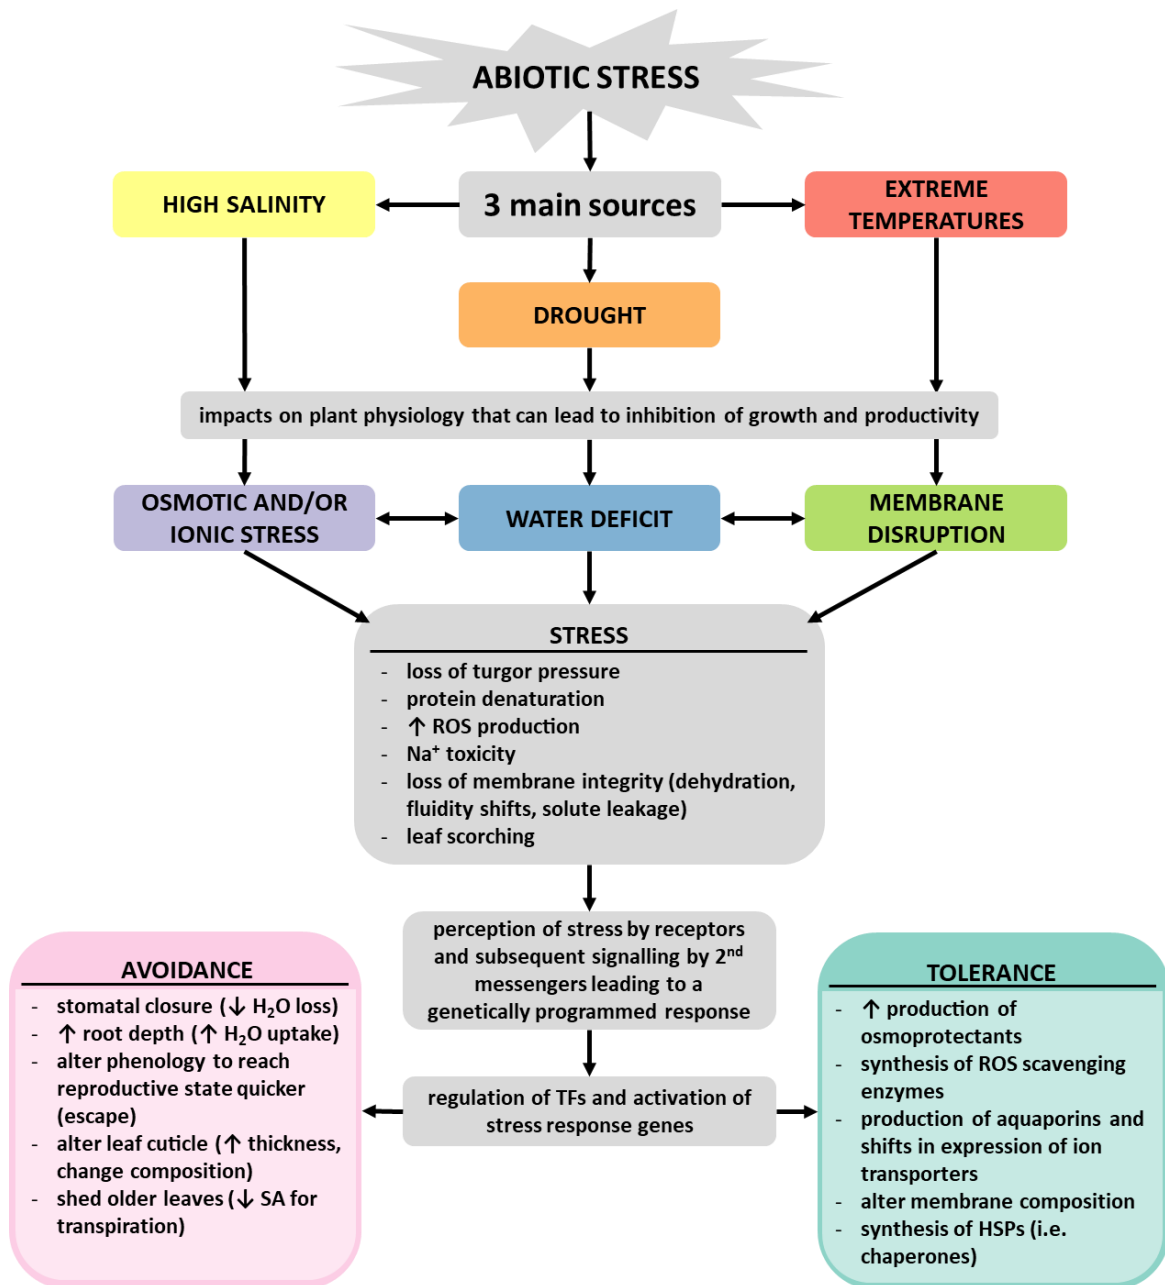 ABIOTIC STRESS
HIGH SALINITY
3 main sources
EXTREME
TEMPERATURES
DROUGHT
impacts on plant physiology that can lead to inhibition of growth and productivity
OSMOTIC AND/OR
IONIC STRESS
WATER DEFICIT
MEMBRANE
DISRUPTION
STRESS
- loss of turgor pressure
- protein denaturation
- ↑ ROS production
- Na⁺ toxicity
- loss of membrane integrity (dehydration,
fluidity shifts, solute leakage)
- leaf scorching
perception of stress by receptors
and subsequent signalling by 2ⁿᵈ
messengers leading to a
genetically programmed response
regulation of TFs and activation of
stress response genes
AVOIDANCE
- stomatal closure (↓ H₂O loss)
- ↑ root depth (↑ H₂O uptake)
- alter phenology to reach
reproductive state quicker
(escape)
- alter leaf cuticle (↑ thickness,
change composition)
- shed older leaves (↓ SA for
transpiration)
TOLERANCE
- ↑ production of
osmoprotectants
- synthesis of ROS scavenging
enzymes
- production of aquaporins and
shifts in expression of ion
transporters
- alter membrane composition
- synthesis of HSPs (i.e.
chaperones)